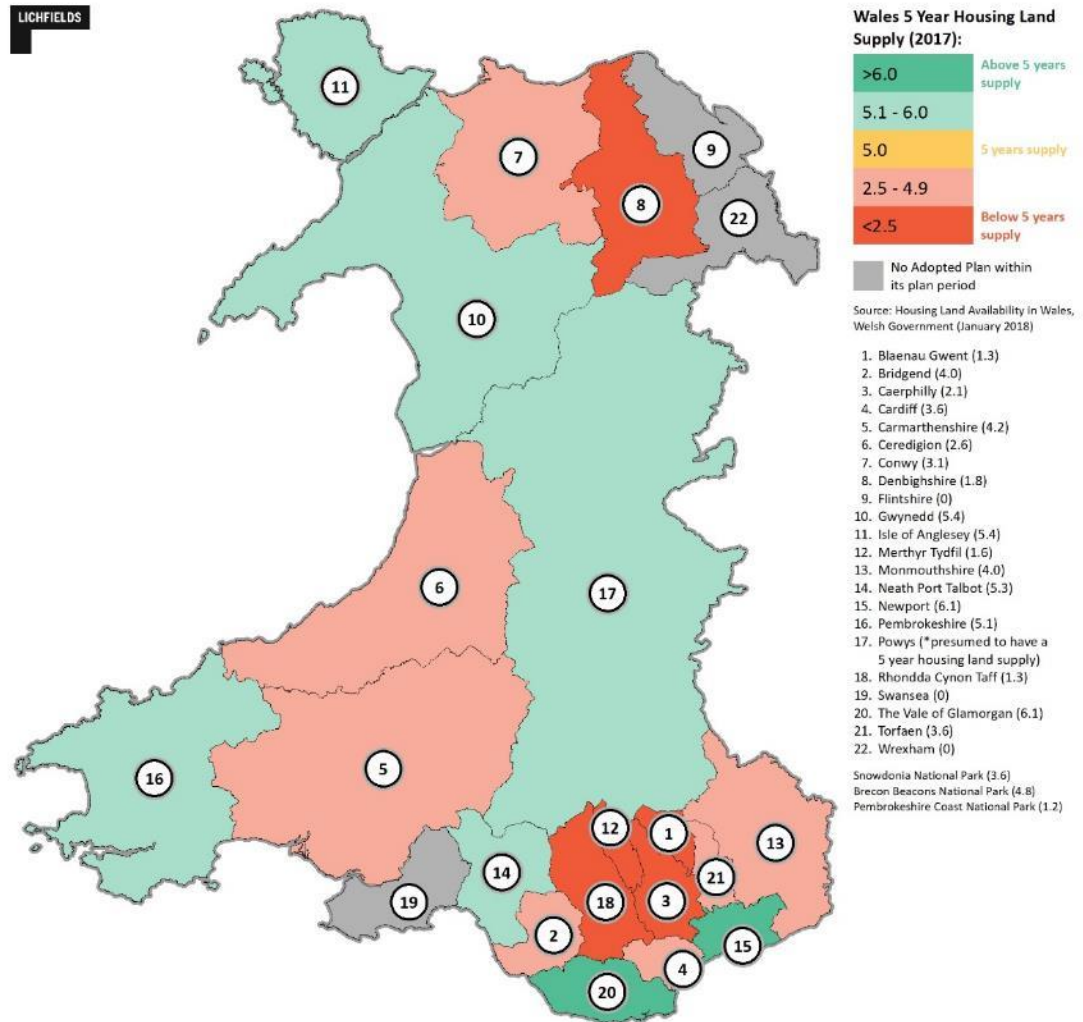 LICHFIELDS
Wales 5 Year Housing Land
Supply (2017):
>6.0
Above 5 years
supply
5.1 - 6.0
5.0
5 years supply
2.5 - 4.9
<2.5
Below 5 years
supply
No Adopted Plan within
its plan period
Source: Housing Land Availability in Wales,
Welsh Government (January 2018)
1. Blaenau Gwent (1.3)
2. Bridgend (4.0)
3. Caerphilly (2.1)
4. Cardiff (3.6)
5. Carmarthenshire (4.2)
6. Ceredigion (2.6)
7. Conwy (3.1)
8. Denbighshire (1.8)
9. Flintshire (0)
10. Gwynedd (5.4)
11. Isle of Anglesey (5.4)
12. Merthyr Tydfil (1.6)
13. Monmouthshire (4.0)
14. Neath Port Talbot (5.3)
15. Newport (6.1)
16. Pembrokeshire (5.1)
17. Powys (*presumed to have a
5 year housing land supply)
18. Rhondda Cynon Taff (1.3)
19. Swansea (0)
20. The Vale of Glamorgan (6.1)
21. Torfaen (3.6)
22. Wrexham (0)
Snowdonia National Park (3.6)
Brecon Beacons National Park (4.8)
Pembrokeshire Coast National Park (1.2)
11
7
9
8
22
10
6
17
5
16
12
1
13
14
21
19
18
3
2
15
4
20